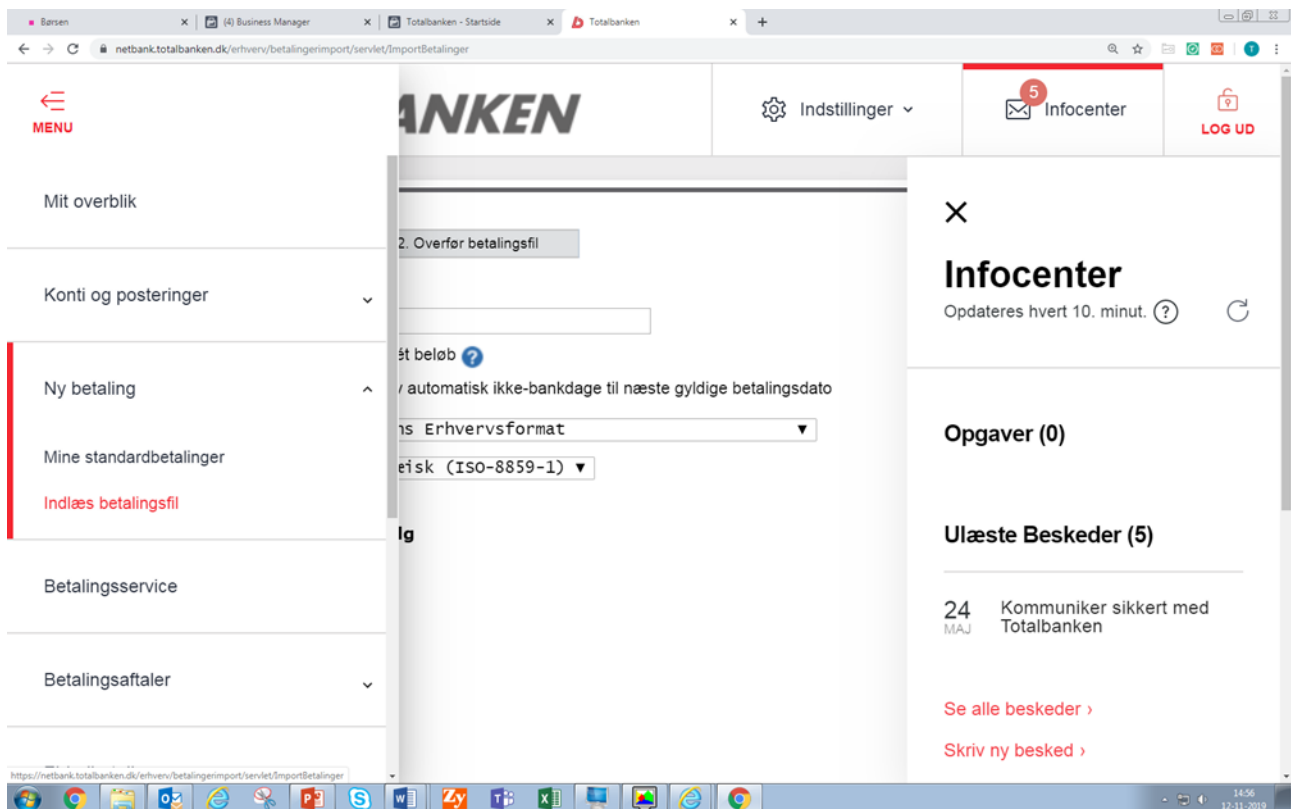 Børsen
(4) Business Manager
Totalbanken - Startside
Totalbanken
netbank.totalbanken.dk/erhverv/betalingerimport/servlet/ImportBetalinger
MENU
ANKEN
Indstillinger
5
Infocenter
LOG UD
Mit overblik
Konti og posteringer
Ny betaling
Mine standardbetalinger
Indlæs betalingsfil
Betalingsservice
Betalingsaftaler
2. Overfør betalingsfil
ét beløb ?
automatisk ikke-bankdage til næste gyldige betalingsdato
ns Erhvervsformat
eisk (ISO-8859-1)
lg
Infocenter
Opdateres hvert 10. minut. ?
Opgaver (0)
Ulæste Beskeder (5)
24 Kommuniker sikkert med
MAJ Totalbanken
Se alle beskeder ›
Skriv ny besked ›
https://netbank.totalbanken.dk/erhverv/betalingerimport/servlet/ImportBetalinger
14:56
12-11-2019